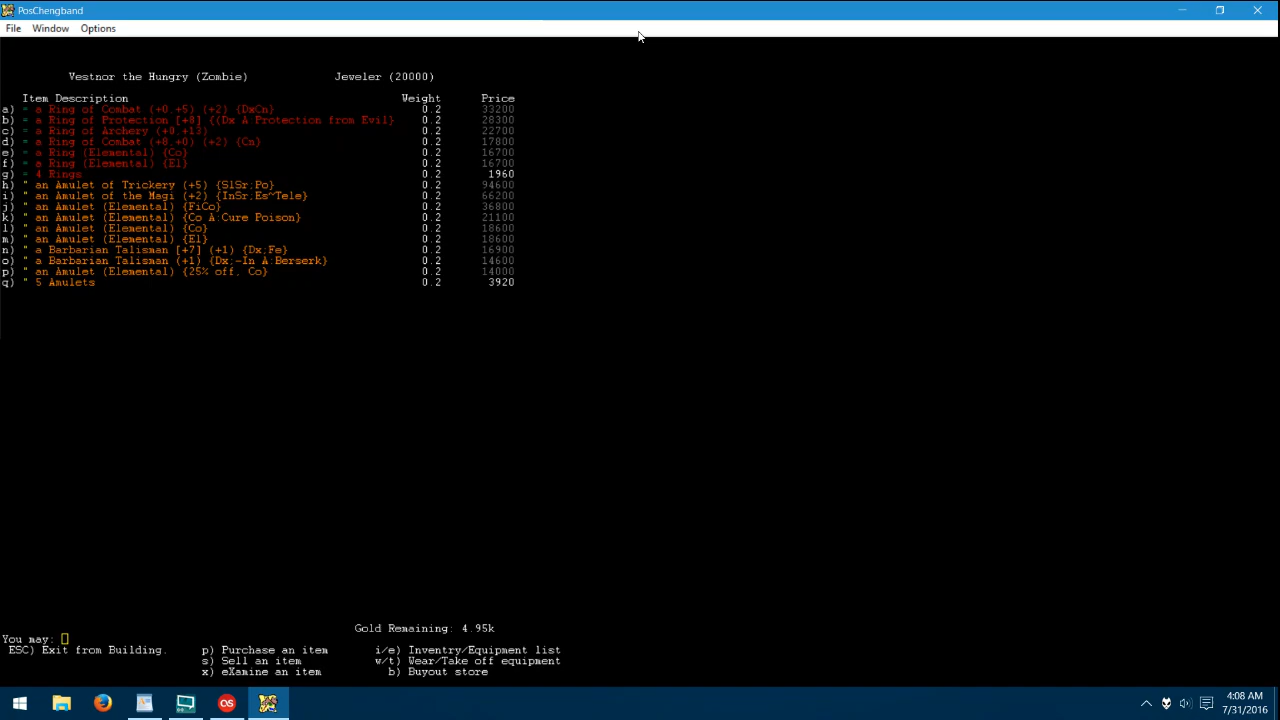 PosChengband
File Window Options
Vestnor the Hungry (Zombie) Jeweler (20000)
Item Description Weight Price
a) = a Ring of Combat (+0,+5) (+2) {DxCn} 0.2 33200
b) = a Ring of Protection [+8] {(Dx A Protection from Evil} 0.2 28300
c) = a Ring of Archery (+0,+13) 0.2 22700
d) = a Ring of Combat (+8,+0) (+2) {Cn} 0.2 17800
e) = a Ring (Elemental) {Co} 0.2 16700
f) = a Ring (Elemental) {El} 0.2 16700
g) = 4 Rings 0.2 1960
h) " an Amulet of Trickery (+5) {SlSr;Po} 0.2 94600
i) " an Amulet of the Magi (+2) {InSr,Es~Tele} 0.2 66200
j) " an Amulet (Elemental) {FiCo} 0.2 36800
k) " an Amulet (Elemental) {Co A:Cure Poison} 0.2 21100
l) " an Amulet (Elemental) {Co} 0.2 18600
m) " an Amulet (Elemental) {El} 0.2 18600
n) " a Barbarian Talisman [+7] (+1) {Dx;Fe} 0.2 16900
o) " a Barbarian Talisman (+1) {Dx;-In A:Berserk} 0.2 14600
p) " an Amulet (Elemental) {25% off, Co} 0.2 14000
q) " 5 Amulets 0.2 3920
Gold Remaining: 4.95k
You may:
ESC) Exit from Building. p) Purchase an item i/e) Inventry/Equipment list
s) Sell an item w/t) Wear/Take off equipment
x) eXamine an item b) Buyout store
4:08 AM
7/31/2016